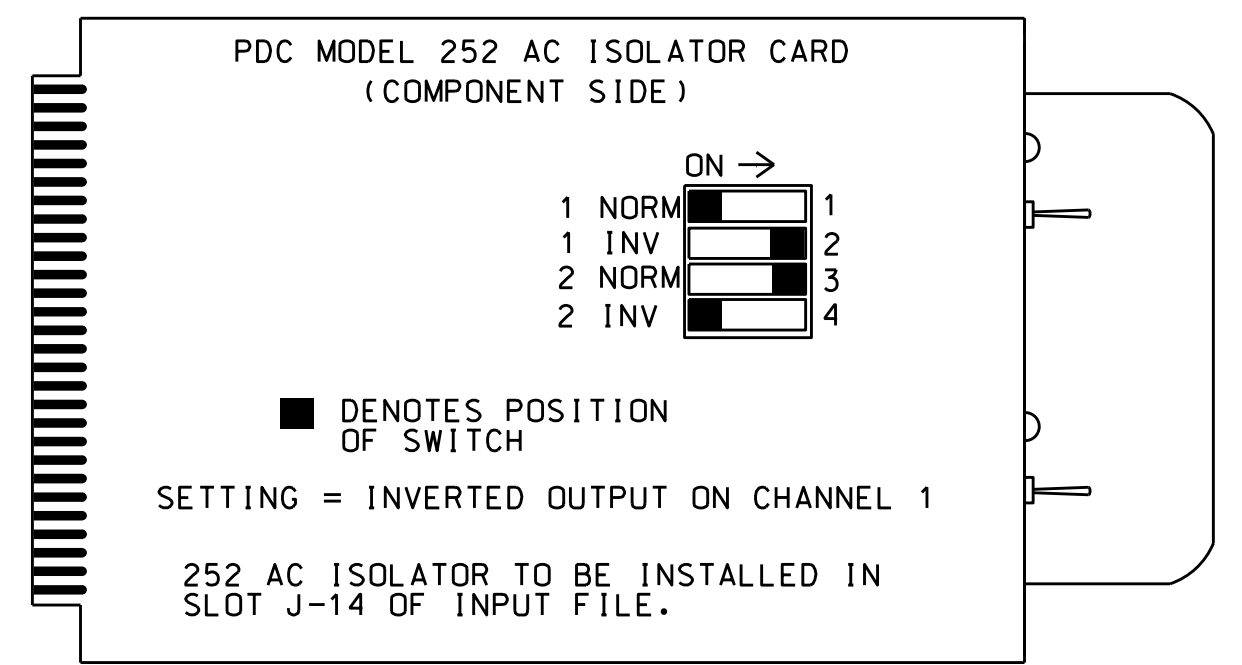 PDC MODEL 252 AC ISOLATOR CARD
(COMPONENT SIDE)
ON →
1 NORM 1
1 INV 2
2 NORM 3
2 INV 4
DENOTES POSITION
OF SWITCH
SETTING = INVERTED OUTPUT ON CHANNEL 1
252 AC ISOLATOR TO BE INSTALLED IN
SLOT J-14 OF INPUT FILE.